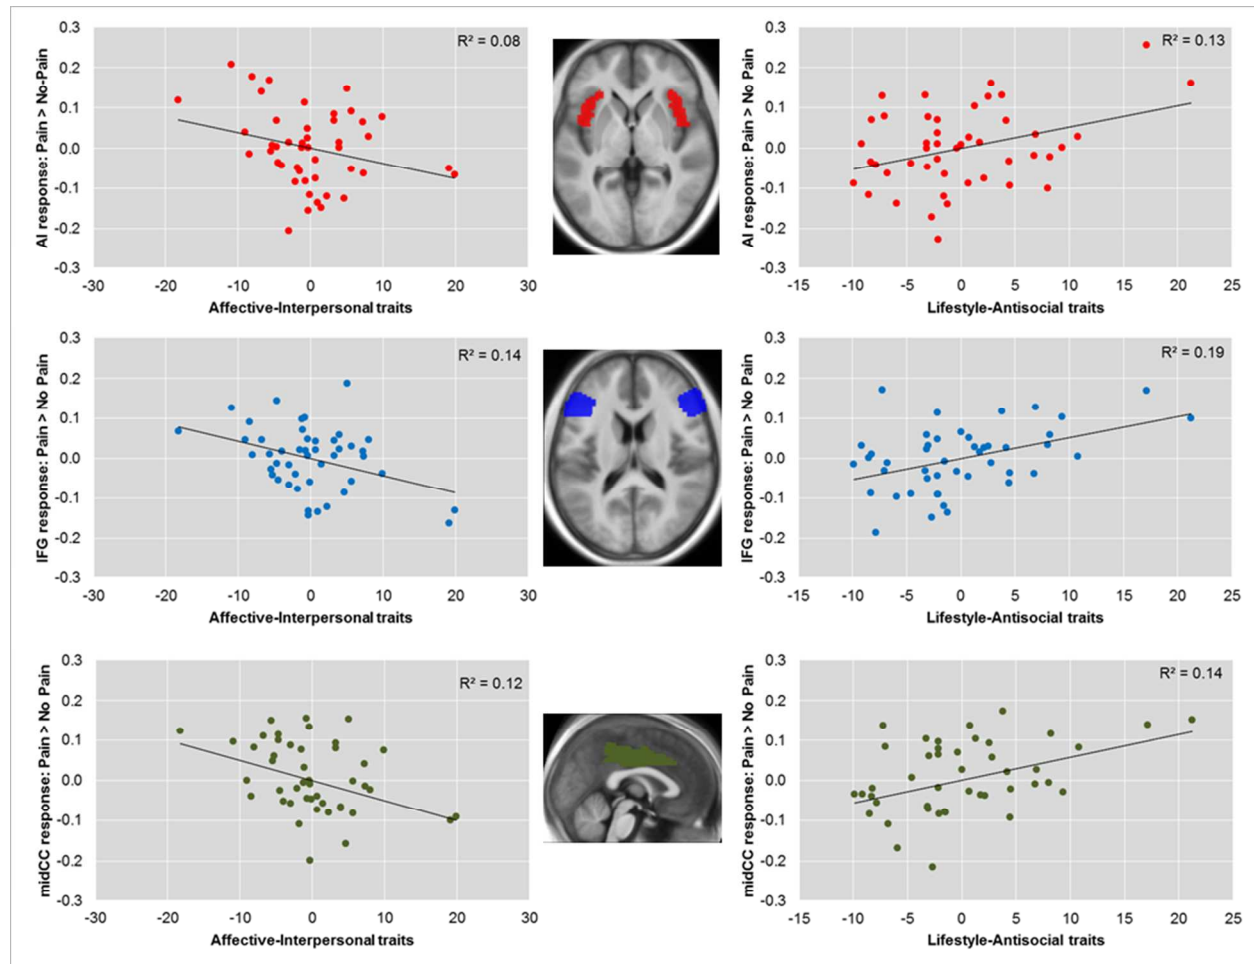 0.3
0.2
0.1
0.0
-0.1
-0.2
-0.3
AI response: Pain > No-Pain
R² = 0.08
-30 -20 -10 0 10 20 30
Affective-Interpersonal traits
0.3
0.2
0.1
0.0
-0.1
-0.2
-0.3
AI response: Pain > No Pain
R² = 0.13
-15 -10 -5 0 5 10 15 20 25
Lifestyle-Antisocial traits
0.3
0.2
0.1
0.0
-0.1
-0.2
-0.3
IFG response: Pain > No Pain
R² = 0.14
-30 -20 -10 0 10 20 30
Affective-Interpersonal traits
0.3
0.2
0.1
0.0
-0.1
-0.2
-0.3
IFG response: Pain > No Pain
R² = 0.19
-15 -10 -5 0 5 10 15 20 25
Lifestyle-Antisocial traits
0.3
0.2
0.1
0.0
-0.1
-0.2
-0.3
midCC response: Pain > No Pain
R² = 0.12
-30 -20 -10 0 10 20 30
Affective-Interpersonal traits
0.3
0.2
0.1
0.0
-0.1
-0.2
-0.3
midCC response: Pain > No Pain
R² = 0.14
-15 -10 -5 0 5 10 15 20 25
Lifestyle-Antisocial traits